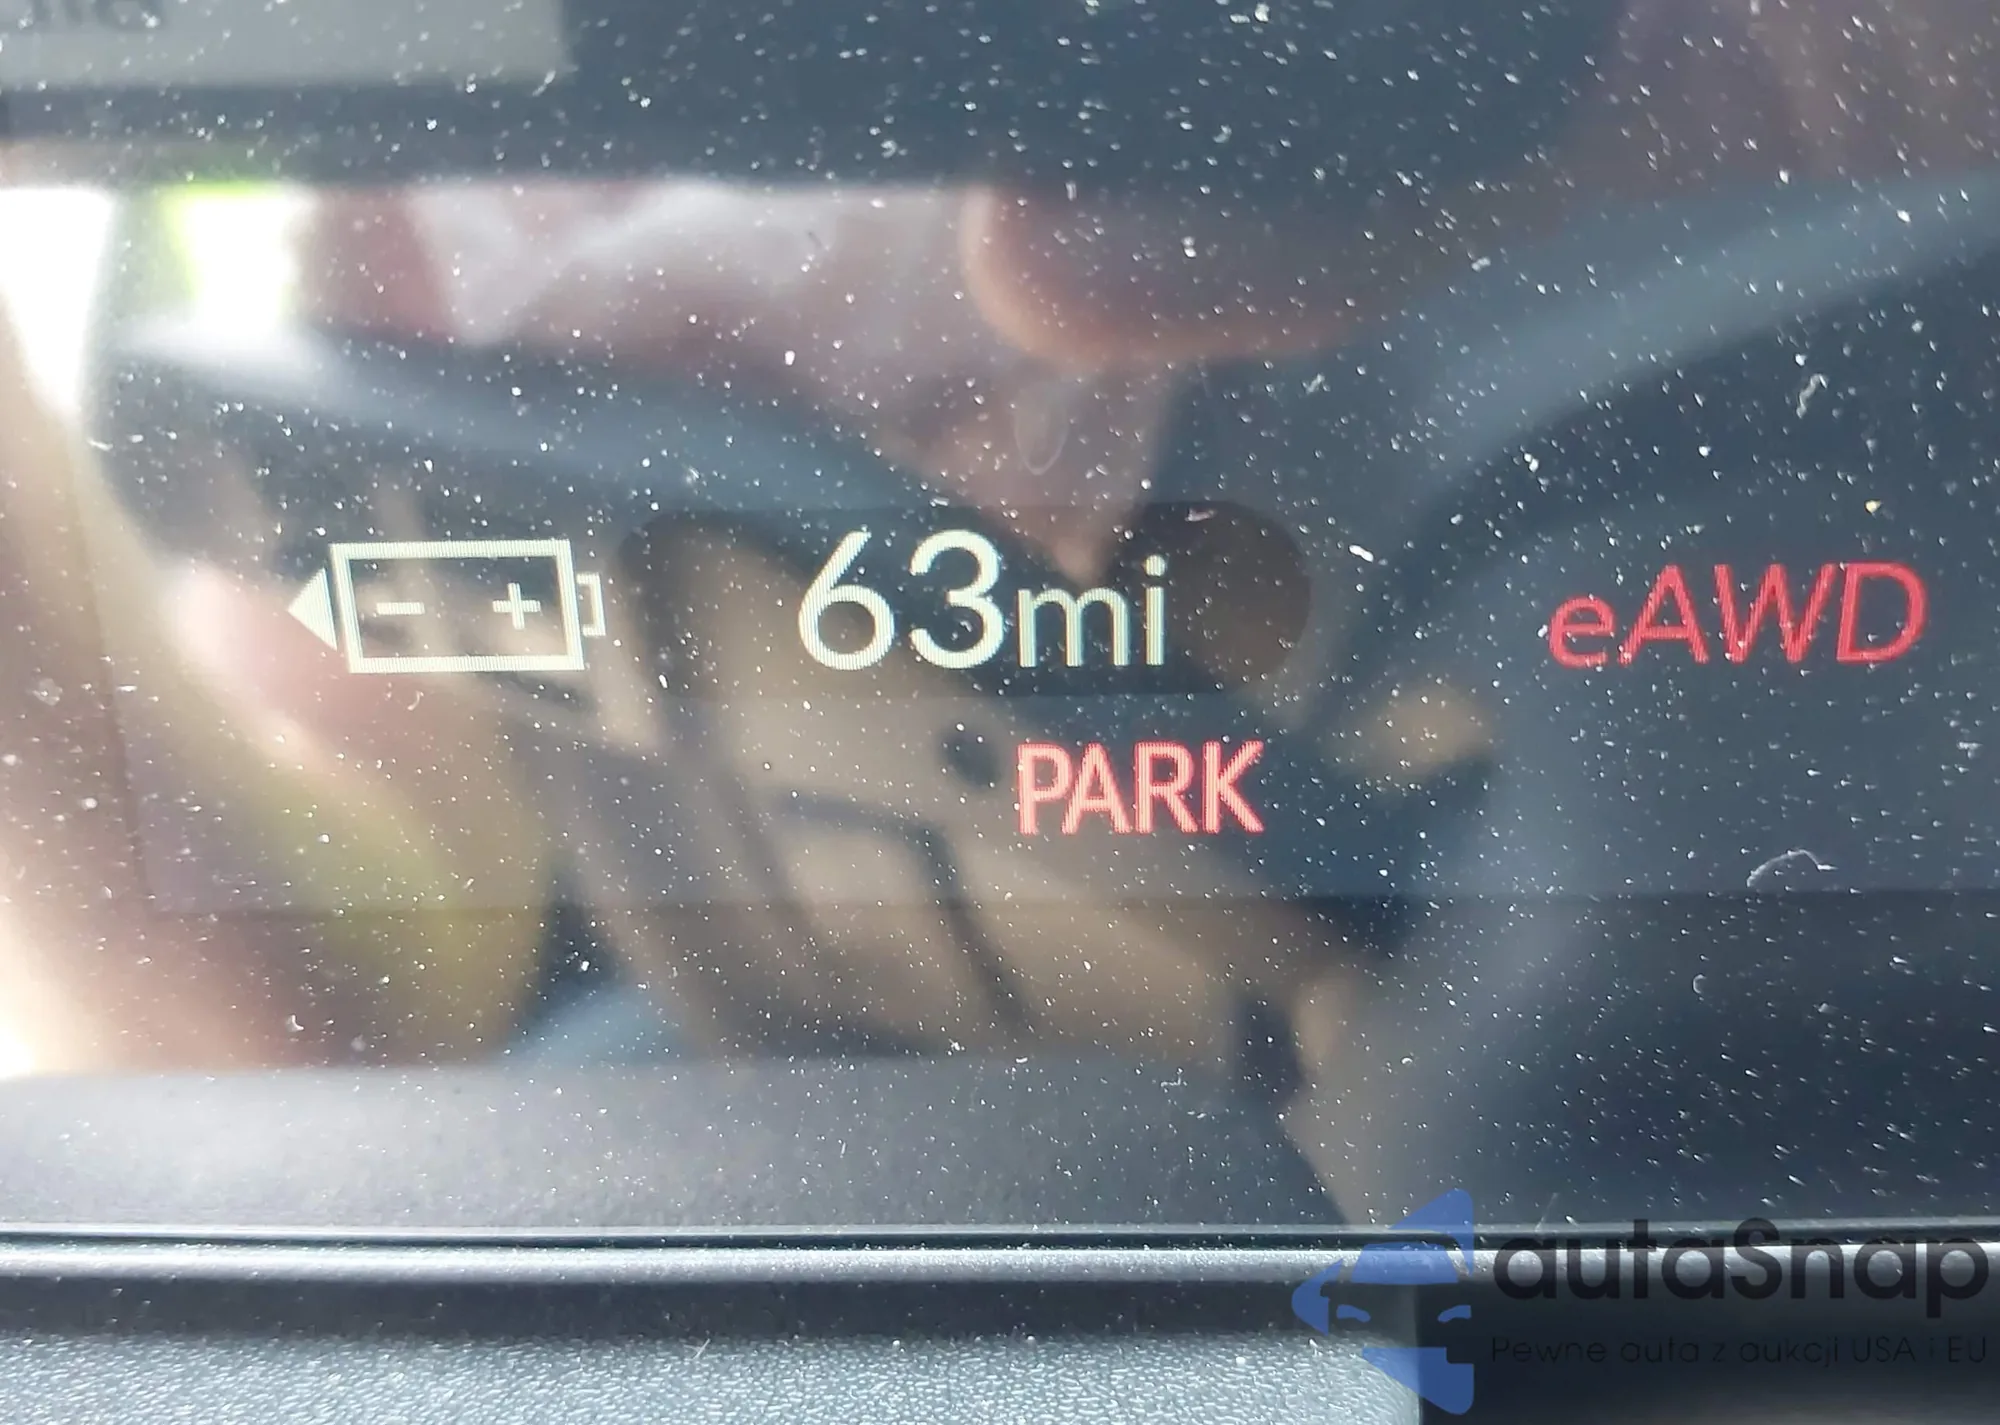 63mi
eAWD
PARK
autaSnap
Pewne auta z aukcji USA i EU